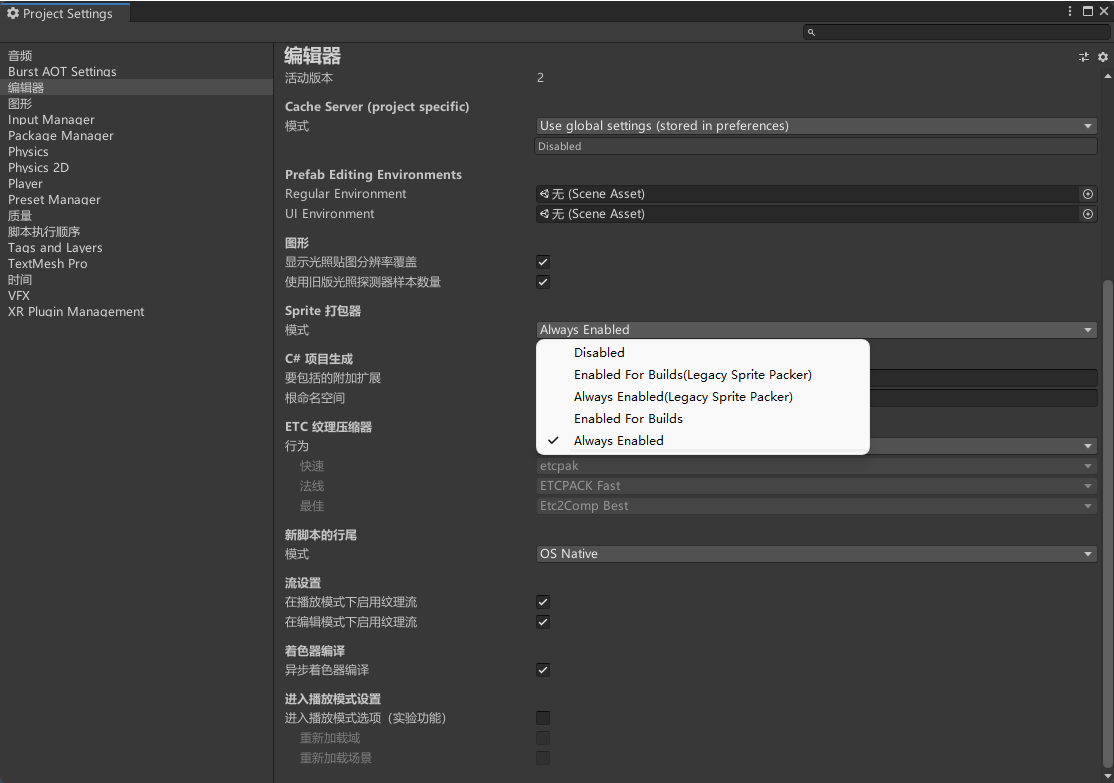 Project Settings
音频
Burst AOT Settings
编辑器
图形
Input Manager
Package Manager
Physics
Physics 2D
Player
Preset Manager
质量
脚本执行顺序
Tags and Layers
TextMesh Pro
时间
VFX
XR Plugin Management
编辑器
活动版本 2
Cache Server (project specific)
模式 Use global settings (stored in preferences)
Disabled
Prefab Editing Environments
Regular Environment 无 (Scene Asset)
UI Environment 无 (Scene Asset)
图形
显示光照贴图分辨率覆盖
使用旧版光照探测器样本数量
Sprite 打包器
模式 Always Enabled
Disabled
Enabled For Builds(Legacy Sprite Packer)
Always Enabled(Legacy Sprite Packer)
Enabled For Builds
Always Enabled
C# 项目生成
要包括的附加扩展
根命名空间
ETC 纹理压缩器
行为
快速 etcpak
法线 ETCPACK Fast
最佳 Etc2Comp Best
新脚本的行尾
模式 OS Native
流设置
在播放模式下启用纹理流
在编辑模式下启用纹理流
着色器编译
异步着色器编译
进入播放模式设置
进入播放模式选项（实验功能）
重新加载域
重新加载场景